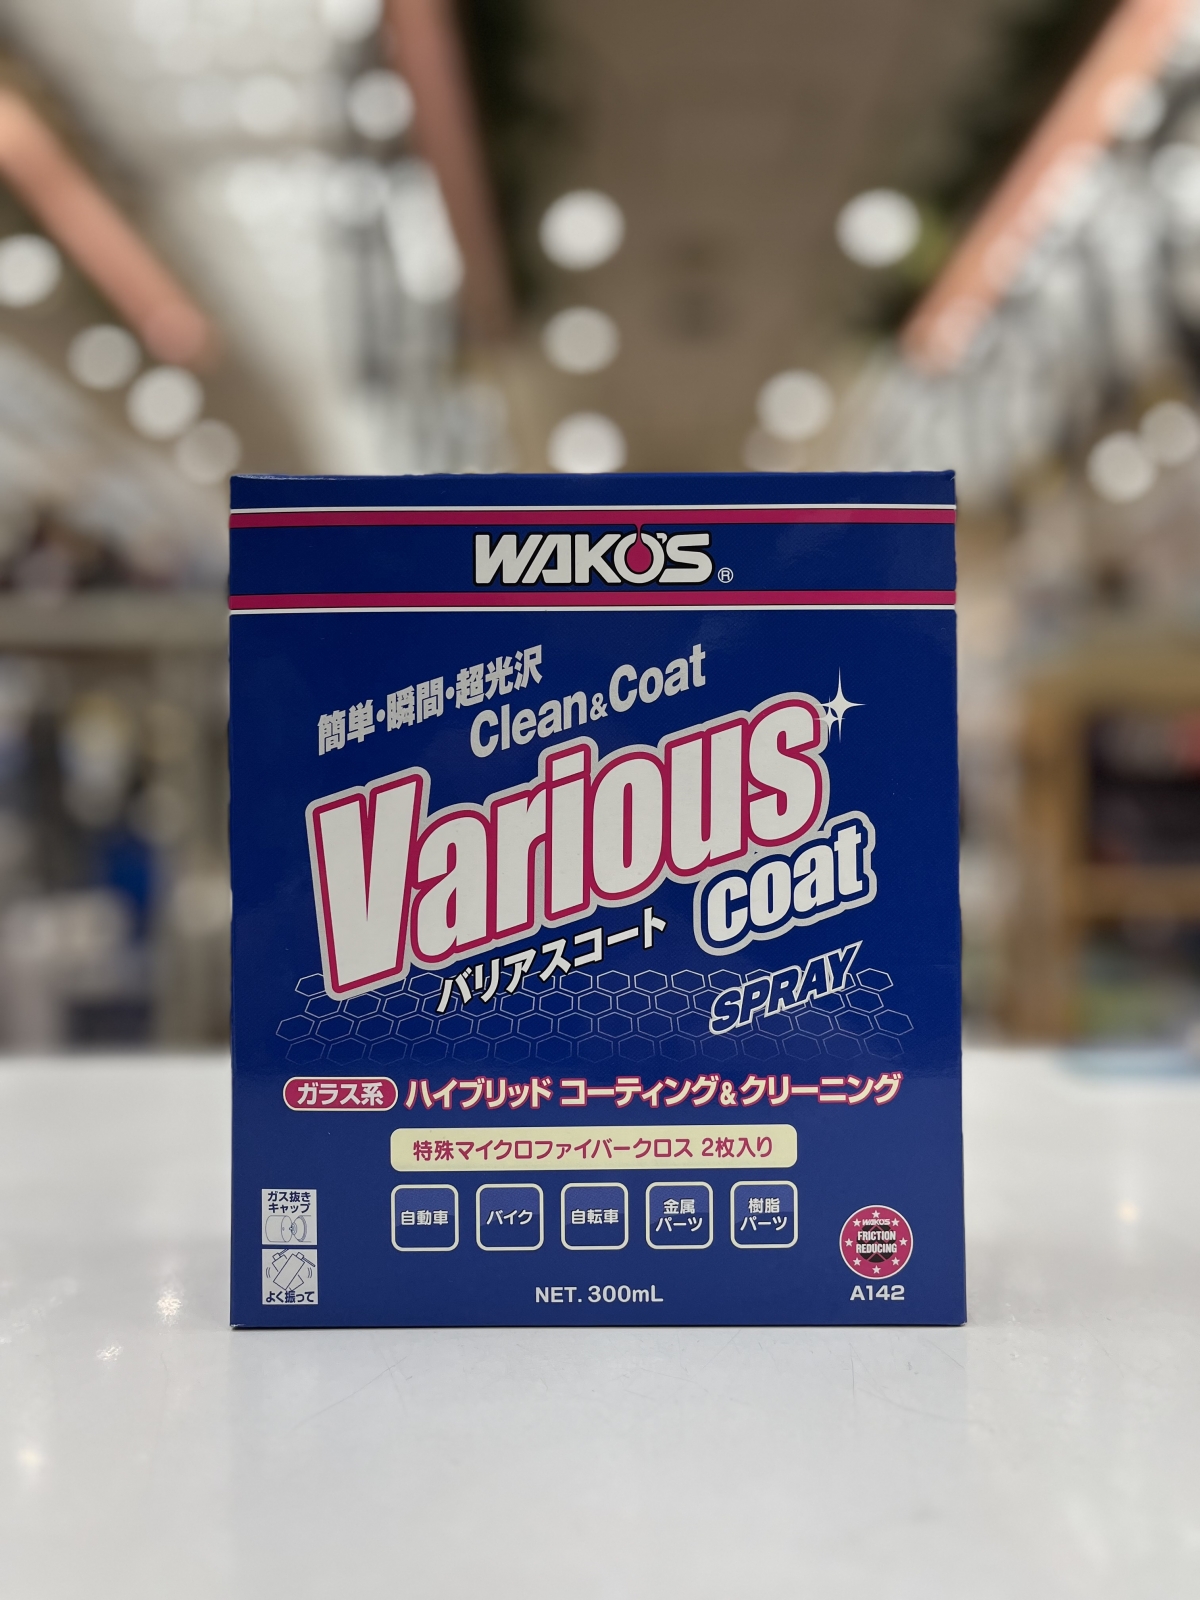 WAKO'S®
簡単・瞬間・超光沢
Clean&Coat
Various
coat
バリアスコート
SPRAY
ガラス系 ハイブリッド コーティング&クリーニング
特殊マイクロファイバークロス 2枚入り
自動車 バイク 自転車 金属パーツ 樹脂パーツ
ガス抜き
キャップ
よく振って
NET. 300mL
WAKO'S
FRICTION
REDUCING
A142